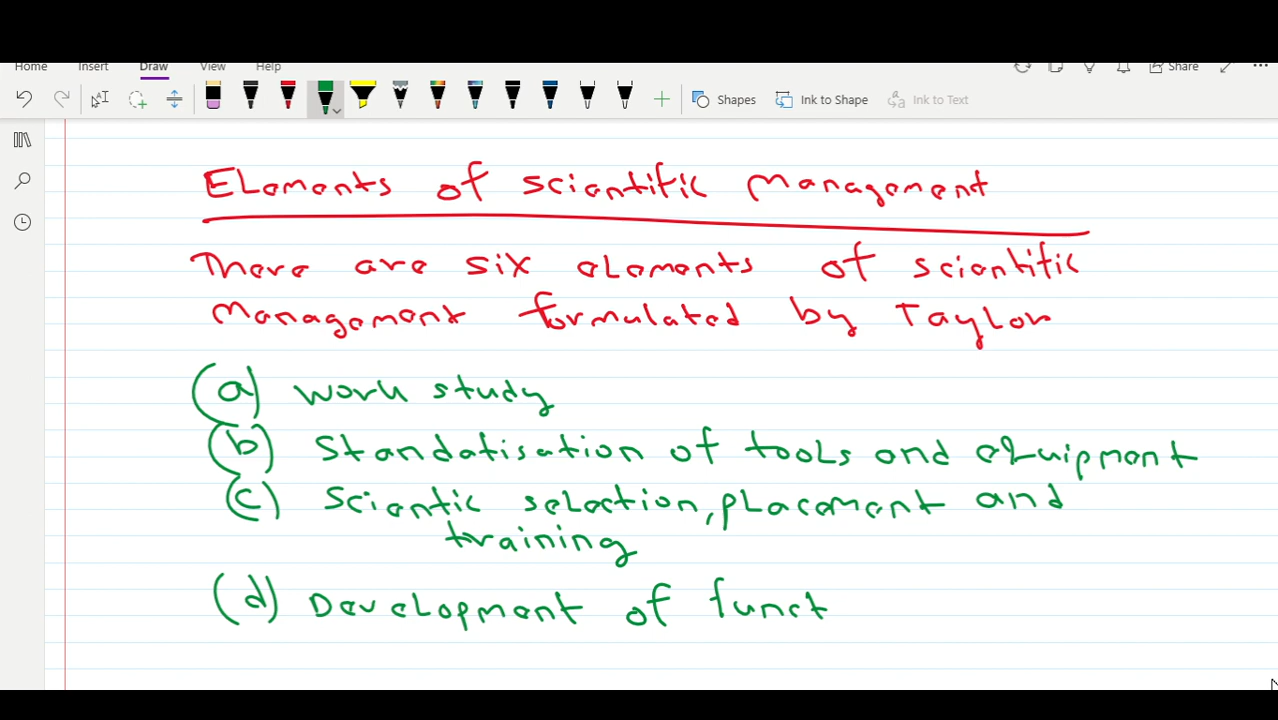 Home Insert Draw View Help Share
Shapes Ink to Shape Ink to Text
Elements of scientific Management
There are six elements of scientific
Management formulated by Taylor
(a) work study
(b) Standatisation of tools and equipment
(c) Sciantic selection, placement and
training
(d) Development of funct